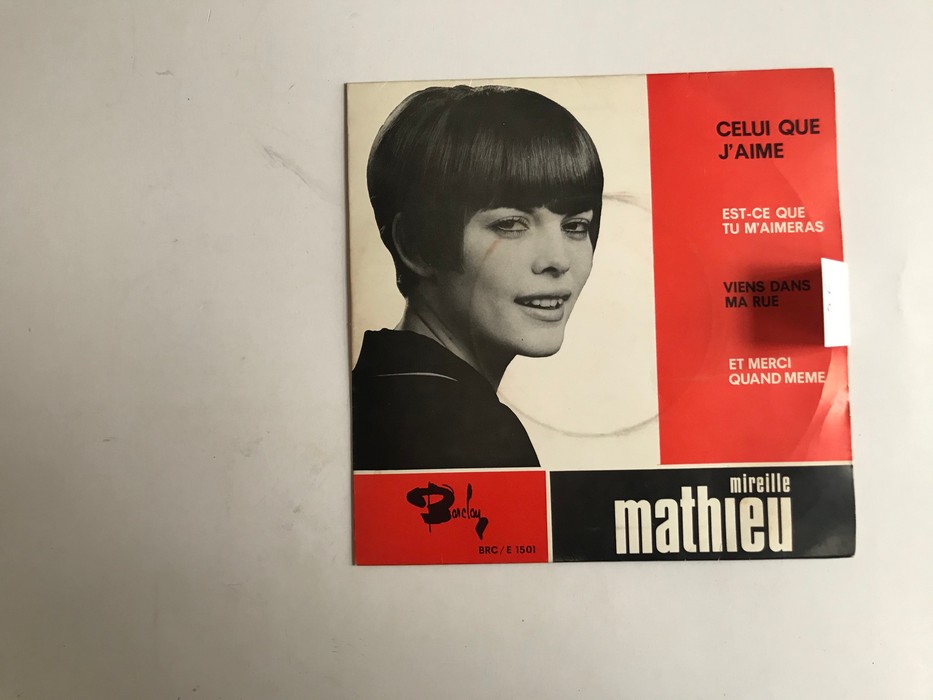 CELUI QUE
J'AIME
EST-CE QUE
TU M'AIMERAS
VIENS DANS
MA RUE
ET MERCI
QUAND MEME
Barclay
BRC/E 1501
mireille
mathieu